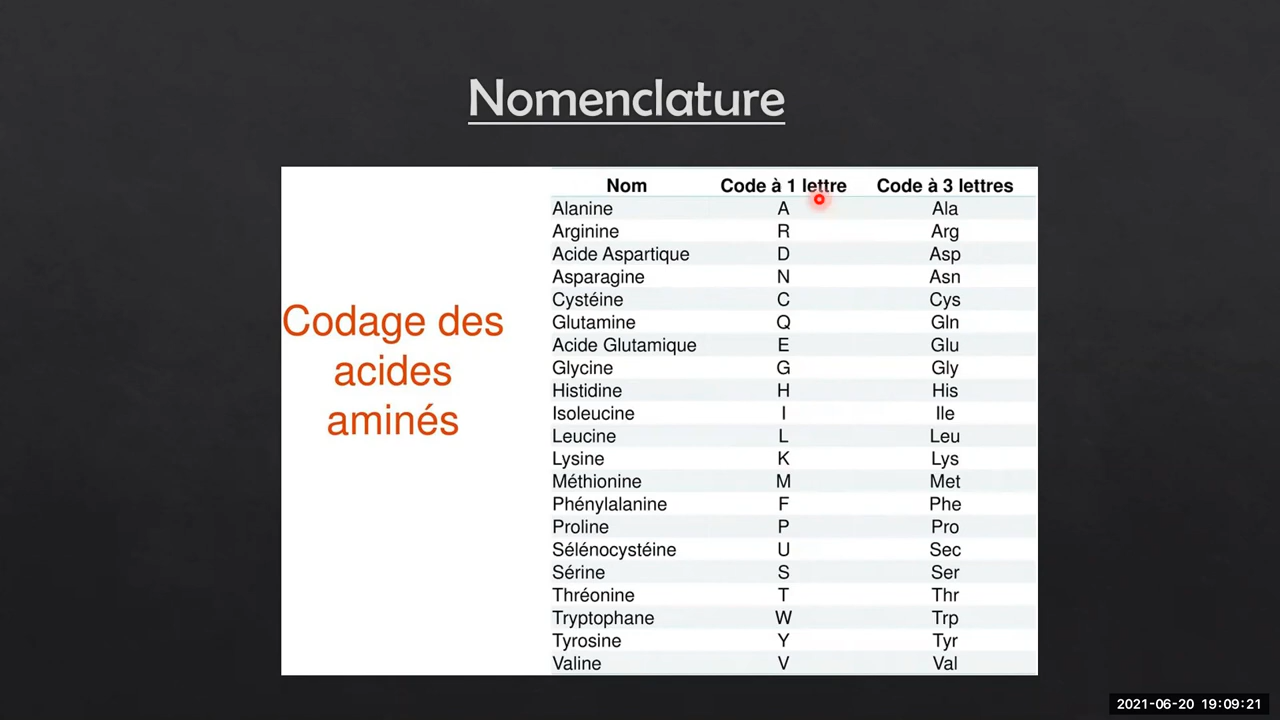 Nomenclature
Codage des
acides
aminés
Nom Code à 1 lettre Code à 3 lettres
Alanine A Ala
Arginine R Arg
Acide Aspartique D Asp
Asparagine N Asn
Cystéine C Cys
Glutamine Q Gln
Acide Glutamique E Glu
Glycine G Gly
Histidine H His
Isoleucine I Ile
Leucine L Leu
Lysine K Lys
Méthionine M Met
Phénylalanine F Phe
Proline P Pro
Sélénocystéine U Sec
Sérine S Ser
Thréonine T Thr
Tryptophane W Trp
Tyrosine Y Tyr
Valine V Val
2021-06-20 19:09:21